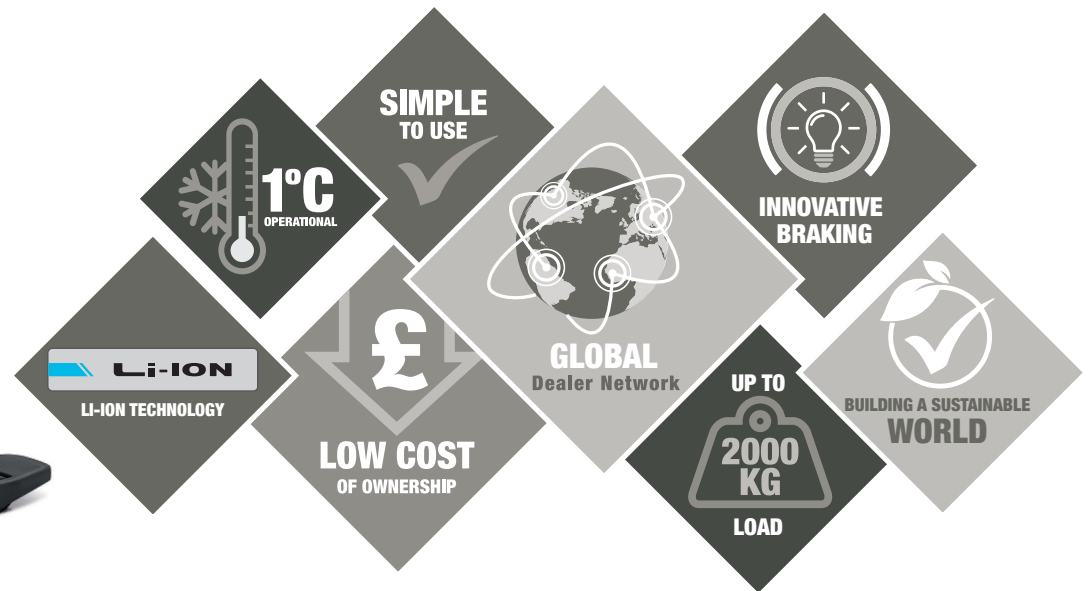 SIMPLE
TO USE
1ºC
OPERATIONAL
INNOVATIVE
BRAKING
Li-ION
LI-ION TECHNOLOGY
£
LOW COST
OF OWNERSHIP
GLOBAL
Dealer Network
UP TO
2000
KG
LOAD
BUILDING A SUSTAINABLE
WORLD